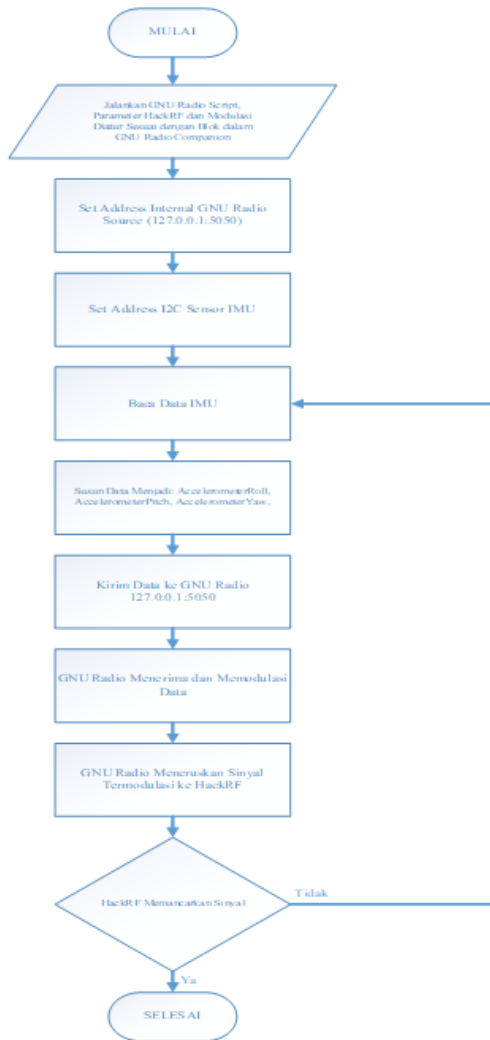 MULAI
Jalankan GNU Radio Script,
Parameter HackRF dan Modulasi
Diatur Sesuai dengan Blok dalam
GNU Radio Companion
Set Address Internal GNU Radio
Source (127.0.0.1:5050)
Set Address I2C Sensor IMU
Baca Data IMU
Susun Data Menjadi: AccelerometerRoll,
AccelerometerPitch, AccelerometerYaw,
Kirim Data ke GNU Radio
127.0.0.1:5050
GNU Radio Menerima dan Memodulasi
Data
GNU Radio Meneruskan Sinyal
Termodulasi ke HackRF
HackRF Memancarkan Sinyal
Tidak
Ya
SELESAI